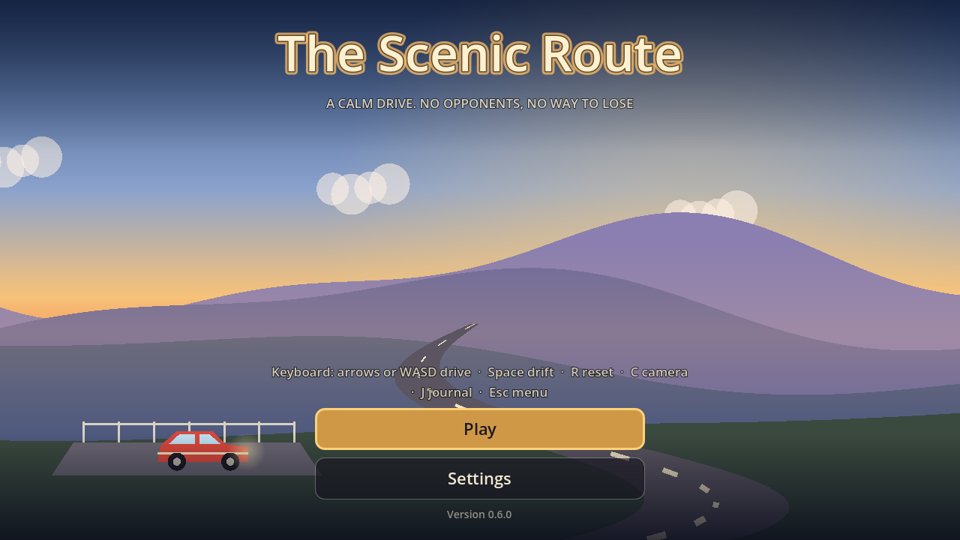 The Scenic Route
A CALM DRIVE. NO OPPONENTS, NO WAY TO LOSE
Keyboard: arrows or WASD drive · Space drift · R reset · C camera
· J journal · Esc menu
Play
Settings
Version 0.6.0